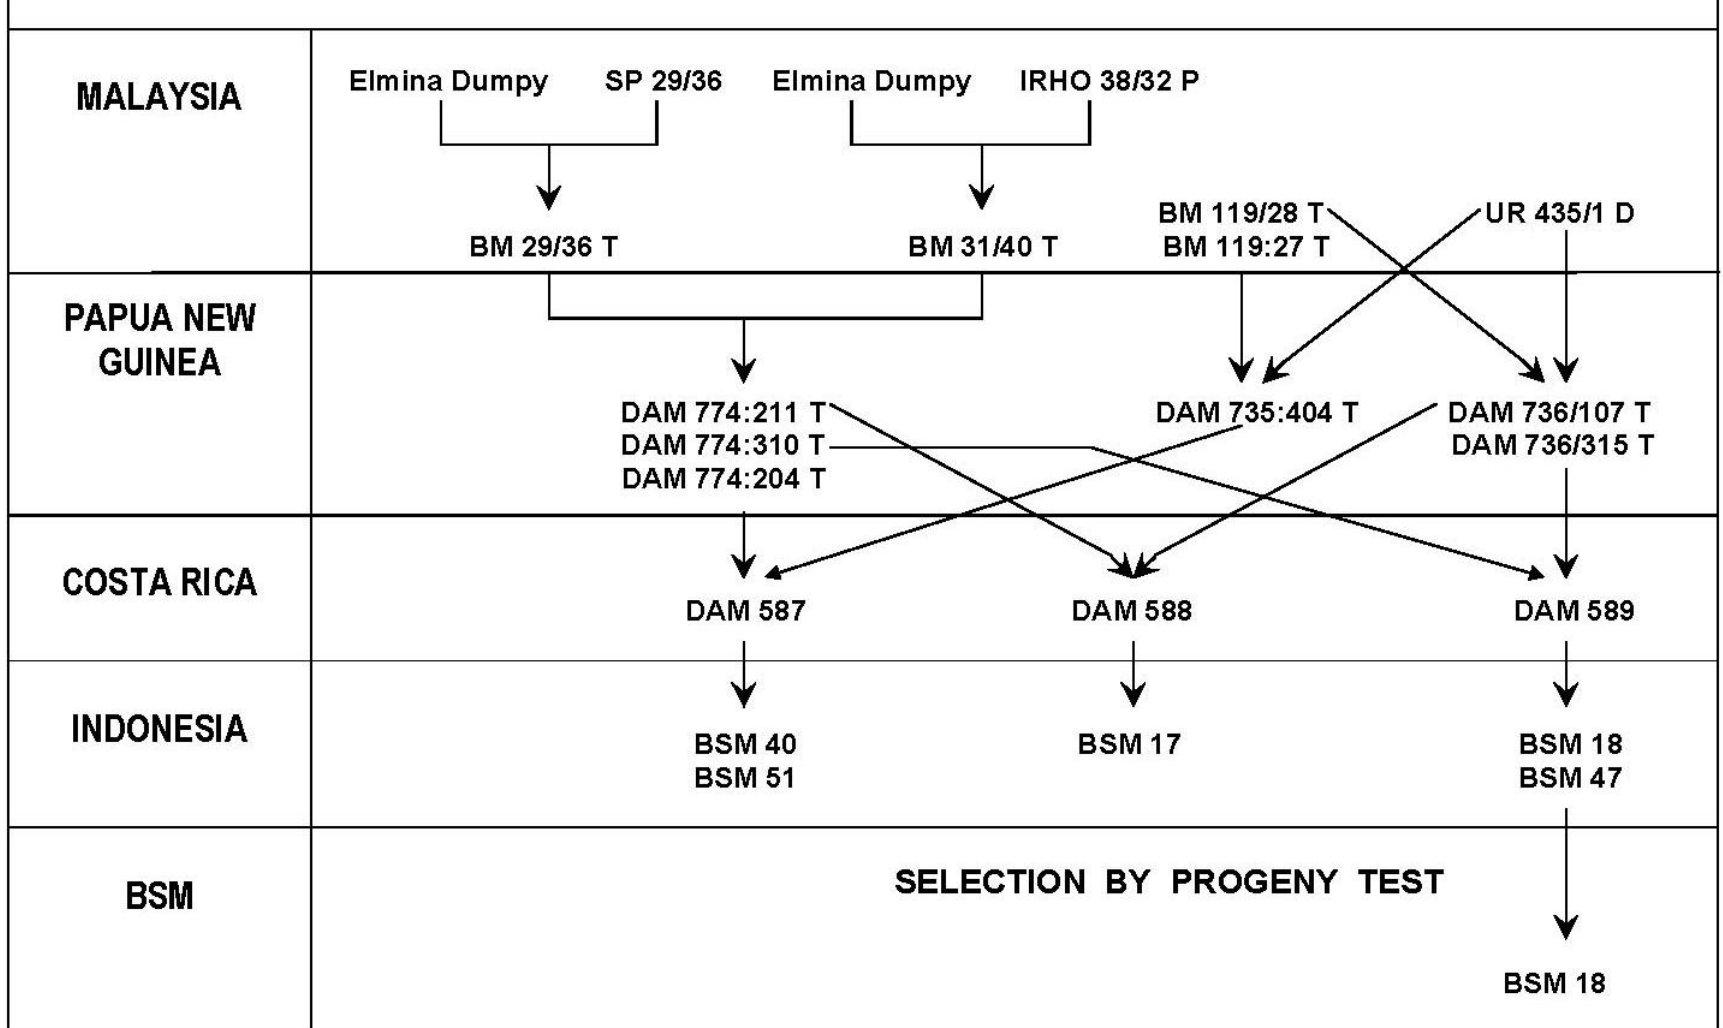 MALAYSIA
Elmina Dumpy SP 29/36 Elmina Dumpy IRHO 38/32 P
BM 119/28 T UR 435/1 D
BM 29/36 T BM 31/40 T BM 119:27 T
PAPUA NEW
GUINEA
DAM 774:211 T DAM 735:404 T DAM 736/107 T
DAM 774:310 T DAM 736/315 T
DAM 774:204 T
COSTA RICA
DAM 587 DAM 588 DAM 589
INDONESIA
BSM 40 BSM 17 BSM 18
BSM 51 BSM 47
BSM
SELECTION BY PROGENY TEST
BSM 18